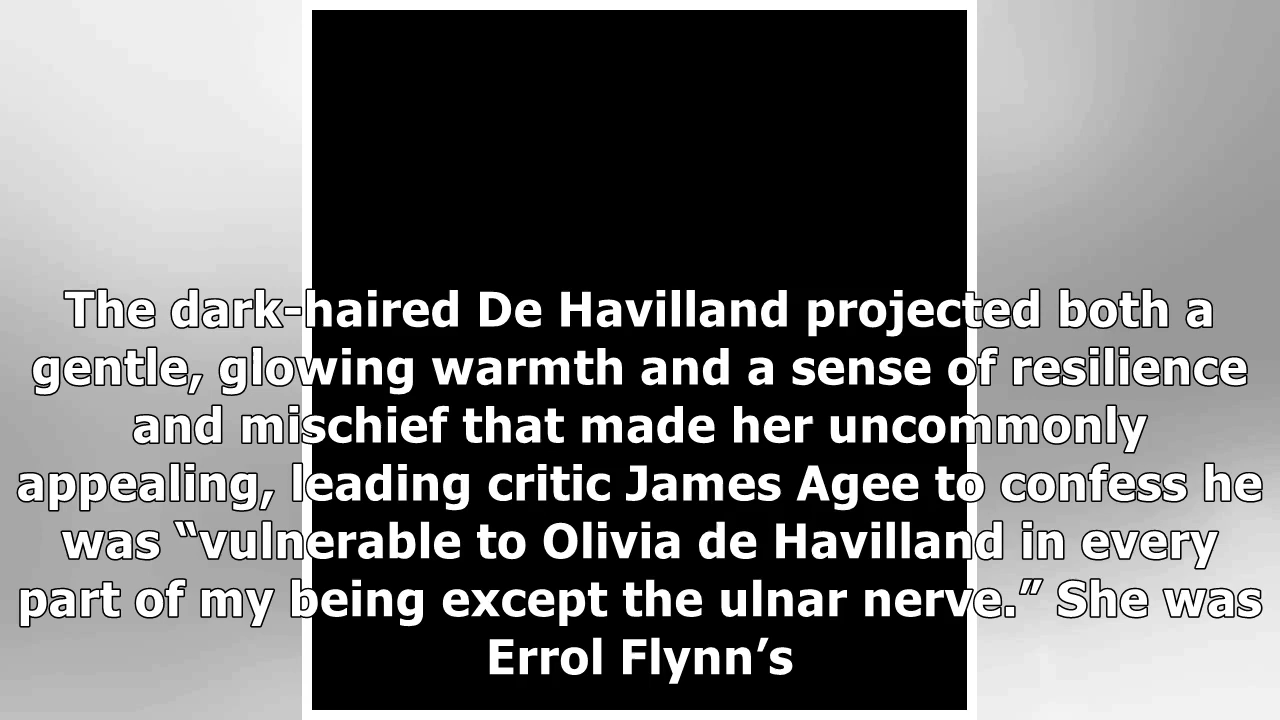 The dark-haired De Havilland projected both a
gentle, glowing warmth and a sense of resilience
and mischief that made her uncommonly
appealing, leading critic James Agee to confess he
was “vulnerable to Olivia de Havilland in every
part of my being except the ulnar nerve.” She was
Errol Flynn’s